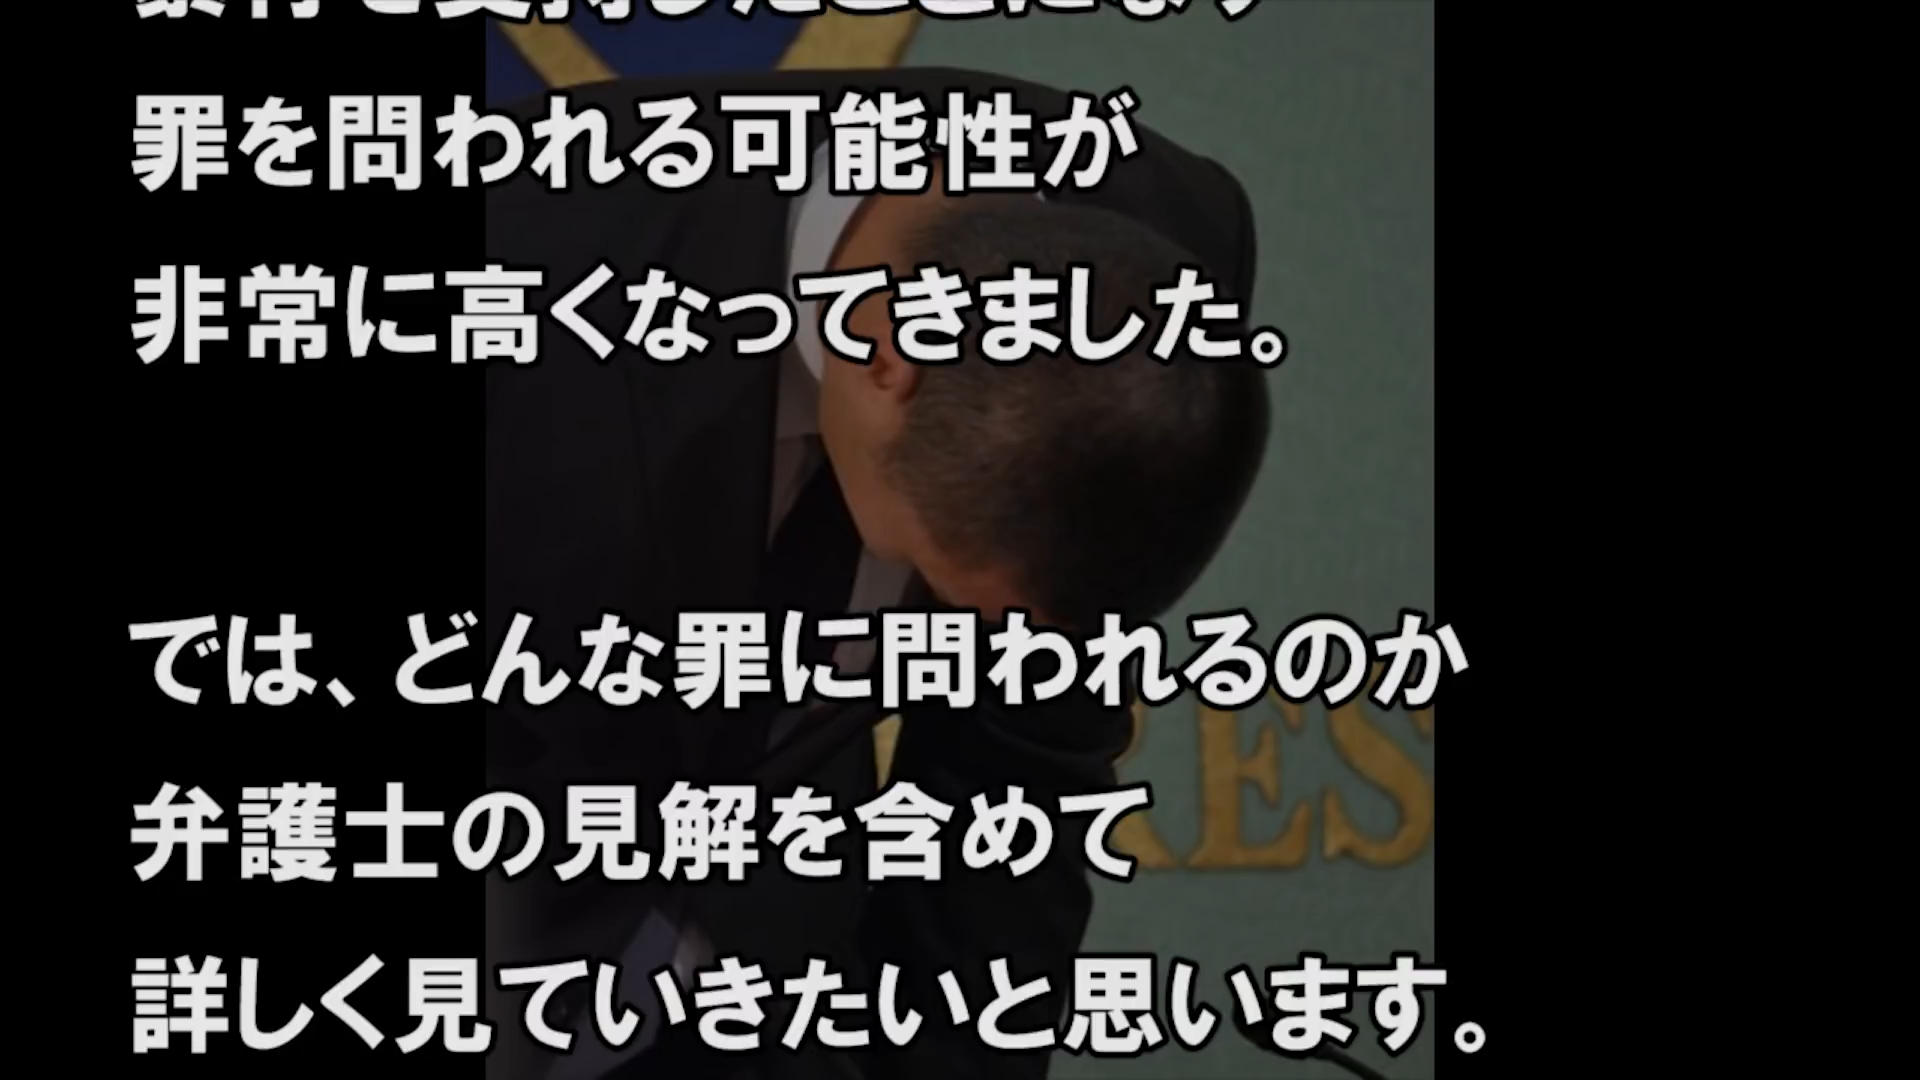 罪を問われる可能性が
非常に高くなってきました。
では、どんな罪に問われるのか
弁護士の見解を含めて
詳しく見ていきたいと思います。
RES